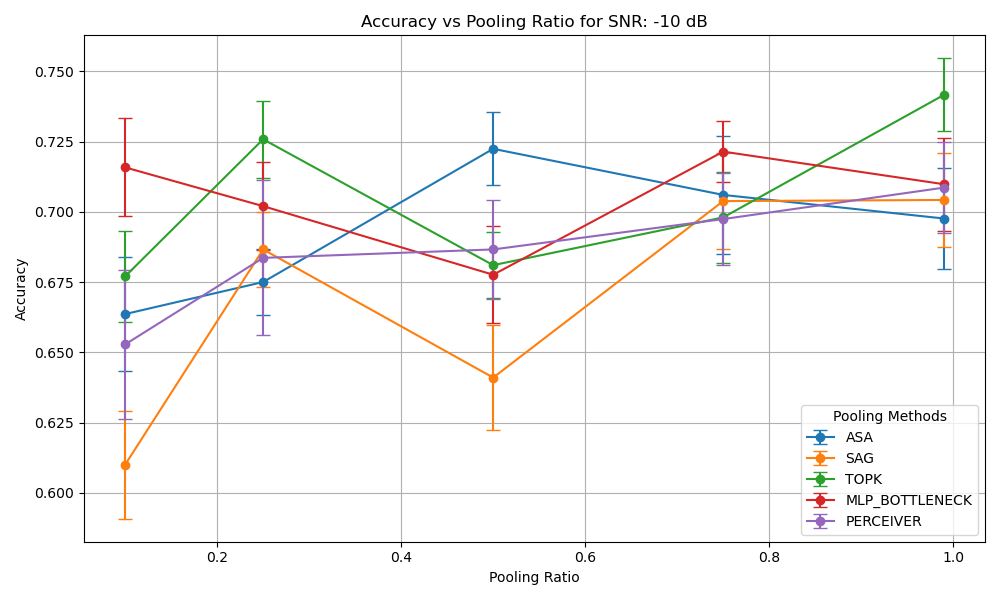 Accuracy vs Pooling Ratio for SNR: -10 dB
Accuracy
0.750
0.725
0.700
0.675
0.650
0.625
0.600
0.2
0.4
0.6
0.8
1.0
Pooling Ratio
Pooling Methods
ASA
SAG
TOPK
MLP_BOTTLENECK
PERCEIVER